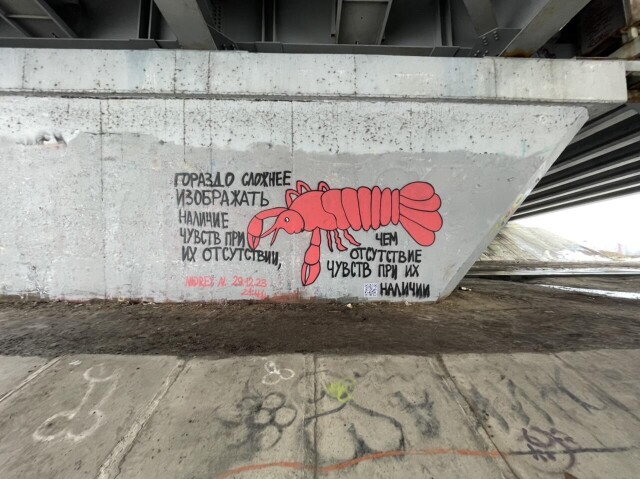 ГОРАЗДО СЛОЖНЕЕ
ИЗОБРАЖАТЬ
НАЛИЧИЕ
ЧУВСТВ ПРИ
ИХ ОТСУТСТВИИ,
ЧЕМ
ОТСУТСТВИЕ
ЧУВСТВ ПРИ ИХ
НАЛИЧИИ